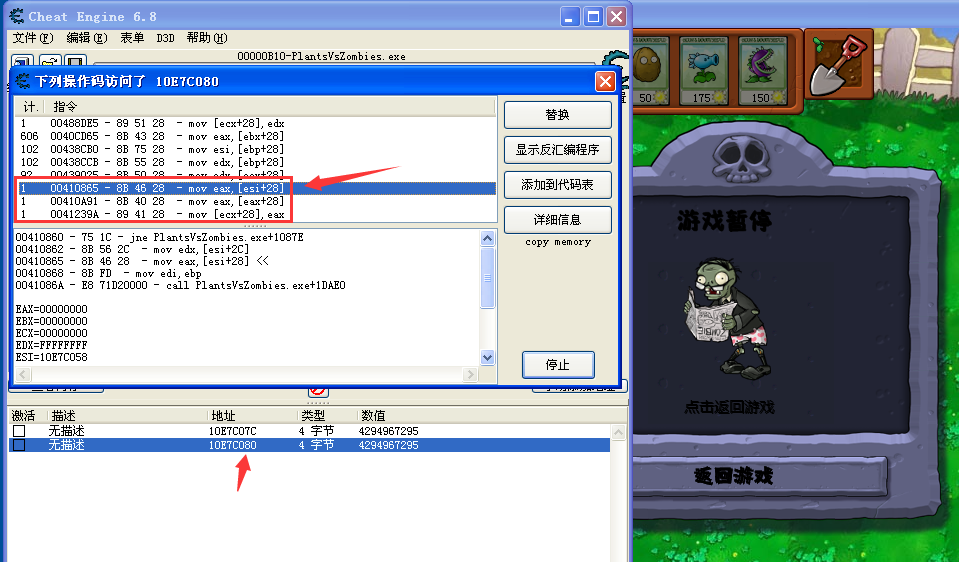 Cheat Engine 6.8
文件(F) 编辑(E) 表单 D3D 帮助(H)
00000B10-PlantsVsZombies.exe
下列操作码访问了 10E7C080
计. 指令
1 00488DE5 - 89 51 28 - mov [ecx+28],edx
606 0040CD65 - 8B 43 28 - mov eax,[ebx+28]
102 00438CB0 - 8B 75 28 - mov esi,[ebp+28]
102 00438CCB - 8B 55 28 - mov edx,[ebp+28]
92 00439025 - 8B 50 28 - mov edx,[eax+28]
1 00410865 - 8B 46 28 - mov eax,[esi+28]
1 00410A91 - 8B 40 28 - mov eax,[eax+28]
1 0041239A - 89 41 28 - mov [ecx+28],eax
替换
显示反汇编程序
添加到代码表
详细信息
copy memory
停止
00410860 - 75 1C - jne PlantsVsZombies.exe+1087E
00410862 - 8B 56 2C - mov edx,[esi+2C]
00410865 - 8B 46 28 - mov eax,[esi+28] <<
00410868 - 8B FD - mov edi,ebp
0041086A - E8 71D20000 - call PlantsVsZombies.exe+1DAE0
EAX=00000000
EBX=00000000
ECX=00000000
EDX=FFFFFFFF
ESI=10E7C058
激活 描述 地址 类型 数值
无描述 10E7C07C 4 字节 4294967295
无描述 10E7C080 4 字节 4294967295
50 175 150
游戏暂停
点击返回游戏
返回游戏